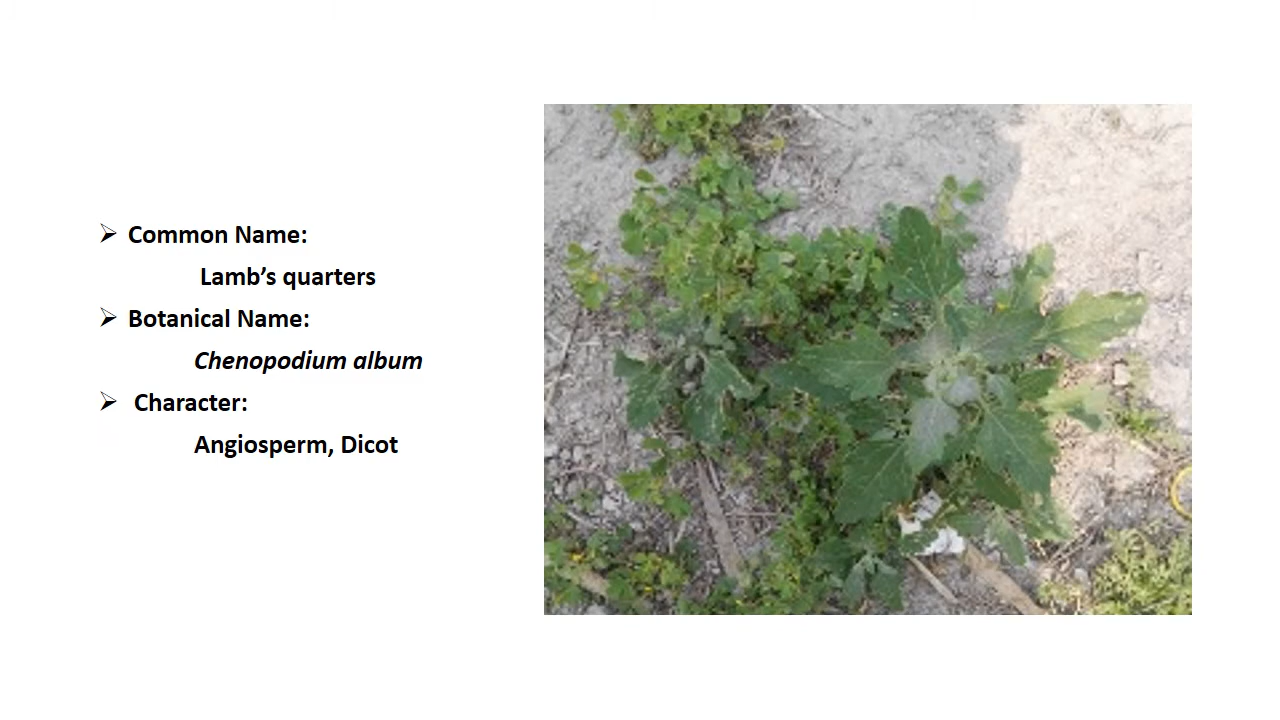 ➢ Common Name:
Lamb’s quarters
➢ Botanical Name:
Chenopodium album
➢ Character:
Angiosperm, Dicot